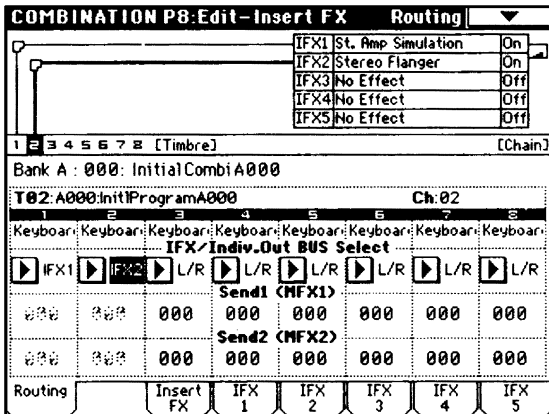 COMBINATION P8:Edit-Insert FX Routing
IFX1 St. Amp Simulation On
IFX2 Stereo Flanger On
IFX3 No Effect Off
IFX4 No Effect Off
IFX5 No Effect Off
1 2 3 4 5 6 7 8 [Timbre] [Chain]
Bank A : 000: InitialCombiA000
T02:A000:Init1ProgramA000 Ch:02
1 2 3 4 5 6 7 8
Keyboar Keyboar Keyboar Keyboar Keyboar Keyboar Keyboar Keyboar
IFX/Indiv.Out BUS Select
IFX1 IFX2 L/R L/R L/R L/R L/R L/R
Send1 (MFX1)
000 000 000 000 000 000 000 000
Send2 (MFX2)
000 000 000 000 000 000 000 000
Routing Insert FX IFX 1 IFX 2 IFX 3 IFX 4 IFX 5